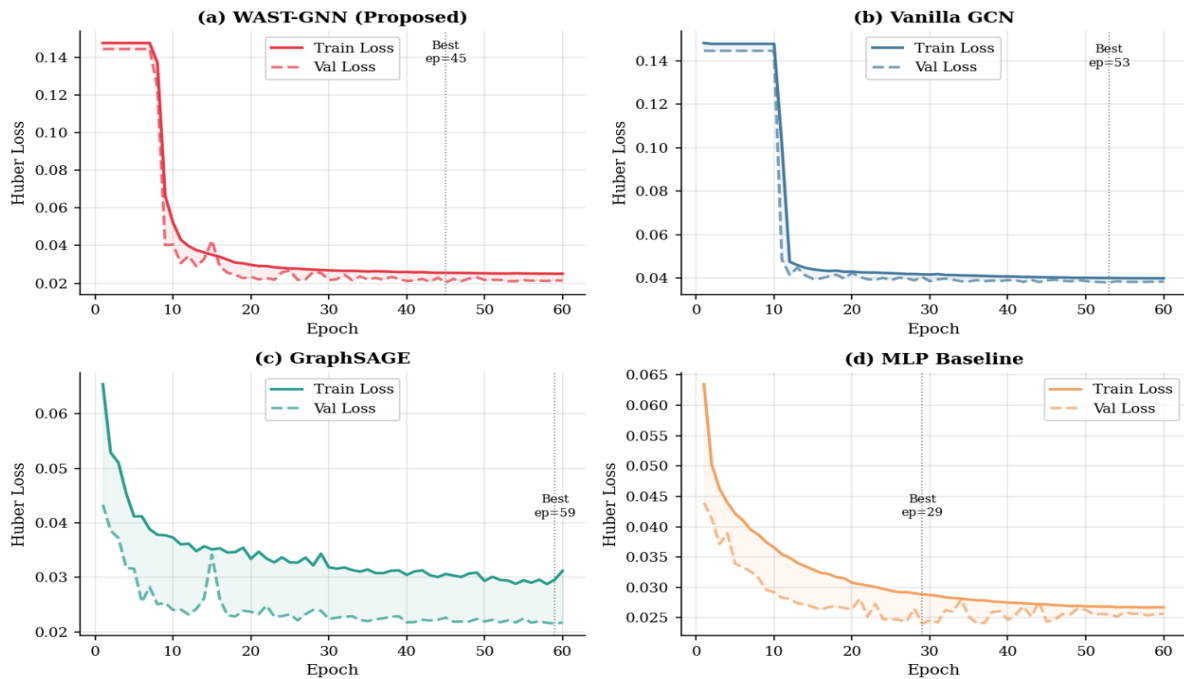 (a) WAST-GNN (Proposed)
Train Loss
Val Loss
Best
ep=45
0.14
0.12
0.10
0.08
0.06
0.04
0.02
Huber Loss
0
10
20
30
40
50
60
Epoch
(b) Vanilla GCN
Train Loss
Val Loss
Best
ep=53
0.14
0.12
0.10
0.08
0.06
0.04
Huber Loss
0
10
20
30
40
50
60
Epoch
(c) GraphSAGE
Train Loss
Val Loss
Best
ep=59
0.06
0.05
0.04
0.03
0.02
Huber Loss
0
10
20
30
40
50
60
Epoch
(d) MLP Baseline
Train Loss
Val Loss
Best
ep=29
0.065
0.060
0.055
0.050
0.045
0.040
0.035
0.030
0.025
Huber Loss
0
10
20
30
40
50
60
Epoch